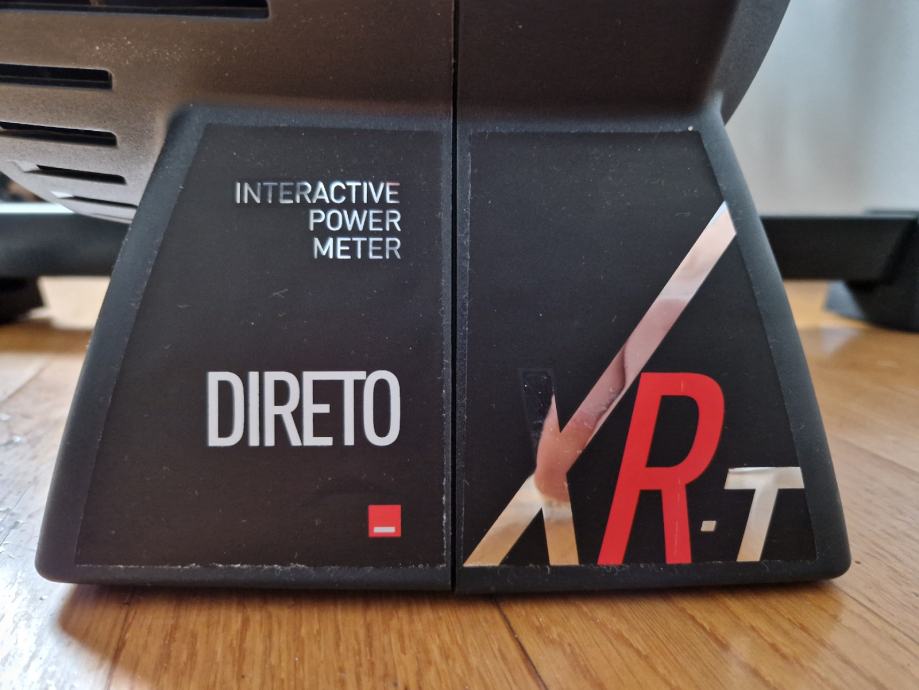 INTERACTIVE
POWER
METER
DIRETO
XR-T